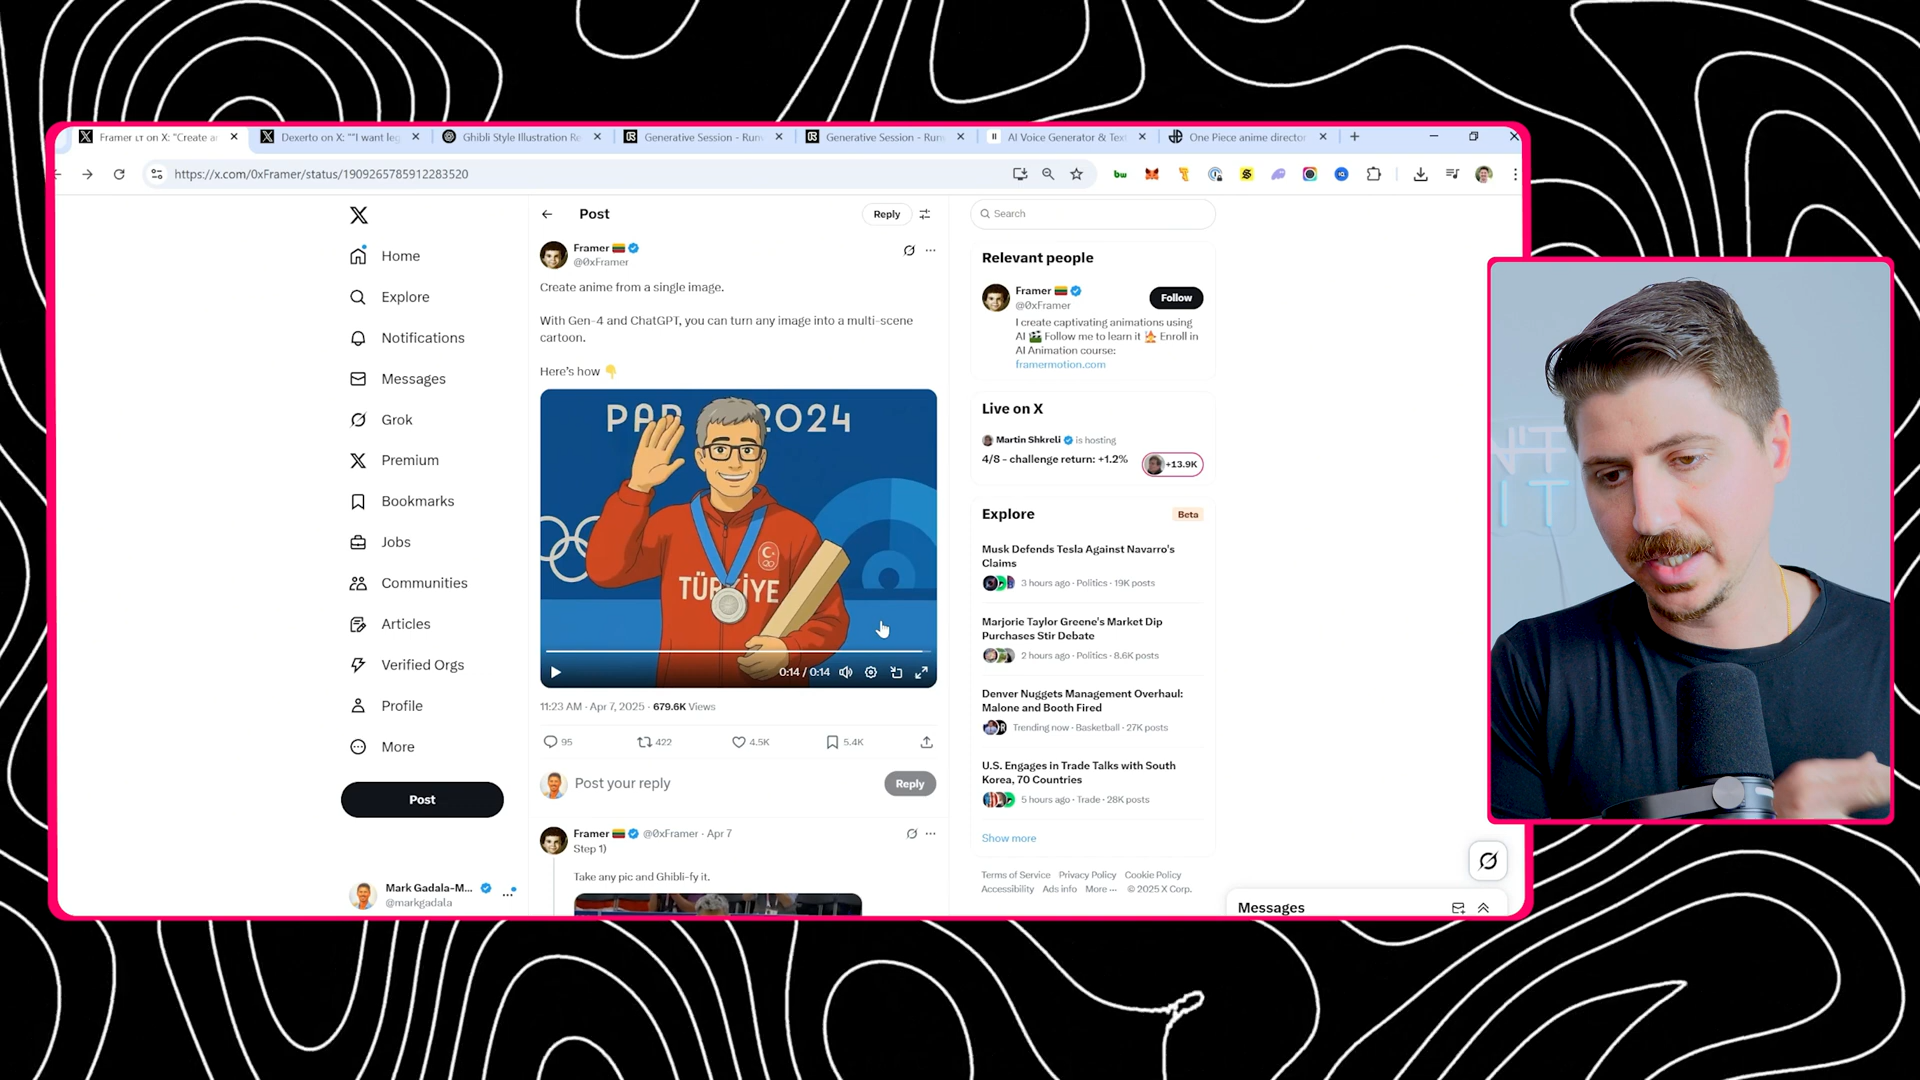 Framer LT on X: "Create an
Dexerto on X: ""I want leg
Ghibli Style Illustration Re
Generative Session - Runw
Generative Session - Runw
AI Voice Generator & Text
One Piece anime director
https://x.com/0xFramer/status/1909265785912283520
Home
Explore
Notifications
Messages
Grok
Premium
Bookmarks
Jobs
Communities
Articles
Verified Orgs
Profile
More
Post
Mark Gadala-M...
@markgadala
Post
Reply
Framer
@0xFramer
Create anime from a single image.
With Gen-4 and ChatGPT, you can turn any image into a multi-scene
cartoon.
Here's how
2024
TÜRKİYE
0:14 / 0:14
11:23 AM · Apr 7, 2025 · 679.6K Views
95
422
4.5K
5.4K
Post your reply
Reply
Framer @0xFramer · Apr 7
Step 1)
Take any pic and Ghibli-fy it.
Search
Relevant people
Framer
@0xFramer
Follow
I create captivating animations using
AI Follow me to learn it Enroll in
AI Animation course:
framermotion.com
Live on X
Martin Shkreli is hosting
4/8 - challenge return: +1.2%
+13.9K
Explore
Beta
Musk Defends Tesla Against Navarro's
Claims
3 hours ago · Politics · 19K posts
Marjorie Taylor Greene's Market Dip
Purchases Stir Debate
2 hours ago · Politics · 8.6K posts
Denver Nuggets Management Overhaul:
Malone and Booth Fired
Trending now · Basketball · 27K posts
U.S. Engages in Trade Talks with South
Korea, 70 Countries
5 hours ago · Trade · 28K posts
Show more
Terms of Service Privacy Policy Cookie Policy
Accessibility Ads info More ··· © 2025 X Corp.
Messages